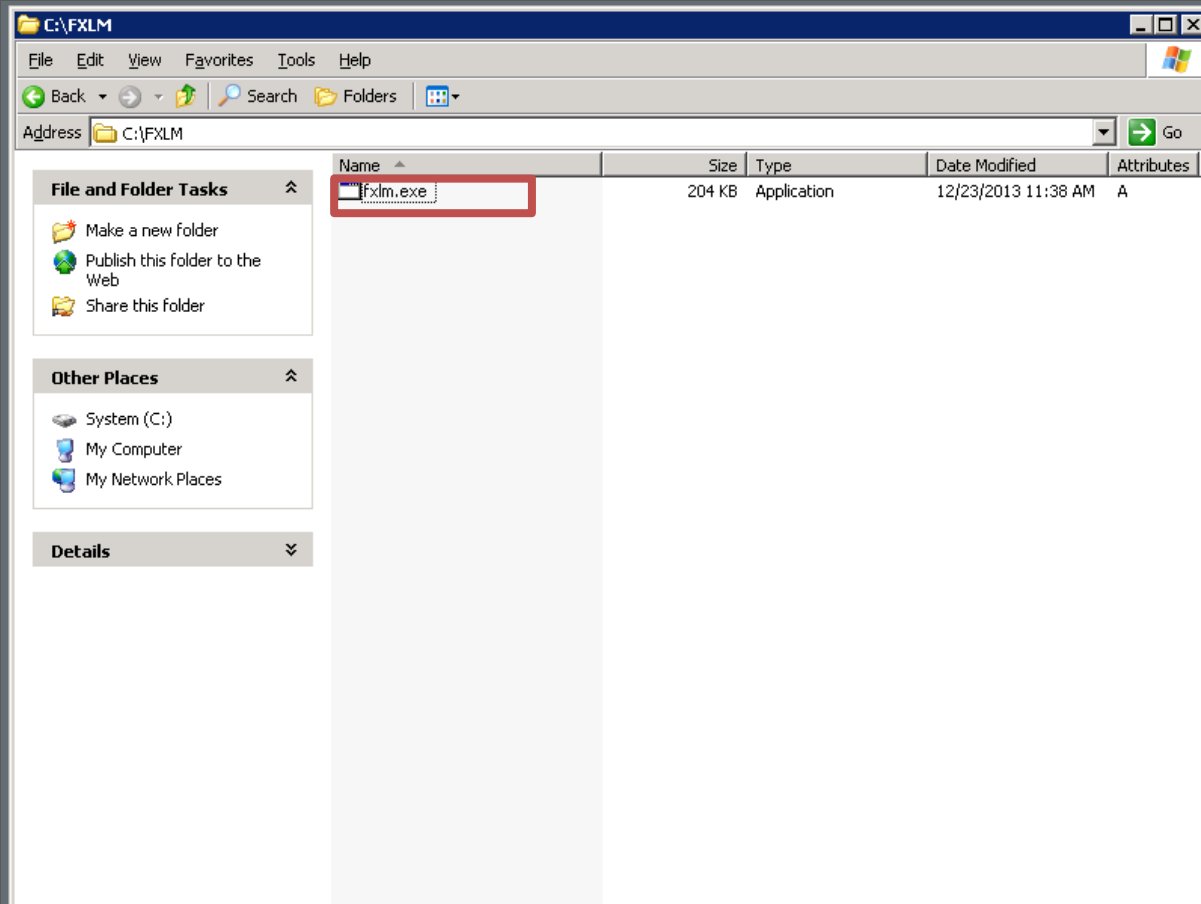 C:\FXLM
File Edit View Favorites Tools Help
Back Search Folders
Address C:\FXLM Go
Name Size Type Date Modified Attributes
fxlm.exe 204 KB Application 12/23/2013 11:38 AM A
File and Folder Tasks
Make a new folder
Publish this folder to the
Web
Share this folder
Other Places
System (C:)
My Computer
My Network Places
Details